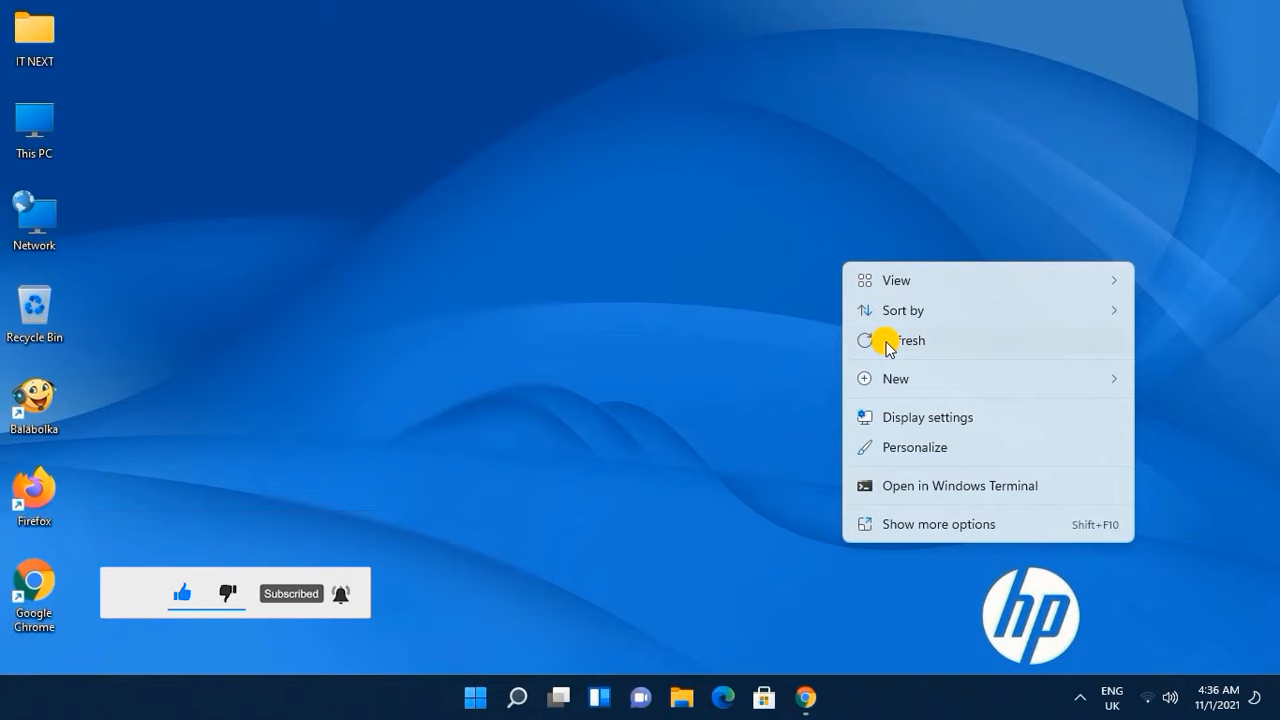 IT NEXT
This PC
Network
Recycle Bin
Balabolka
Firefox
Google
Chrome
View
Sort by
fresh
New
Display settings
Personalize
Open in Windows Terminal
Show more options Shift+F10
Subscribed
hp
ENG
UK
4:36 AM
11/1/2021